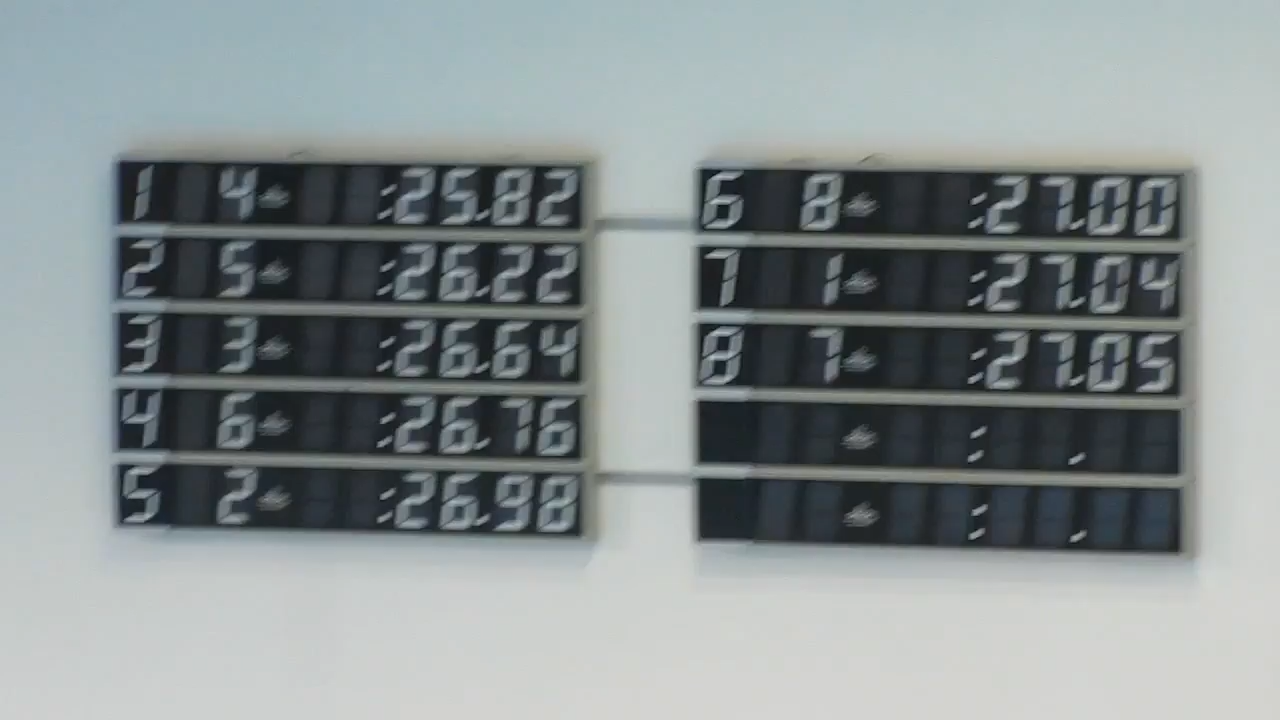 1 4 :25.82
2 5 :26.22
3 3 :26.64
4 6 :26.76
5 2 :26.98
6 8 :27.00
7 1 :27.04
8 7 :27.05
: .
: .